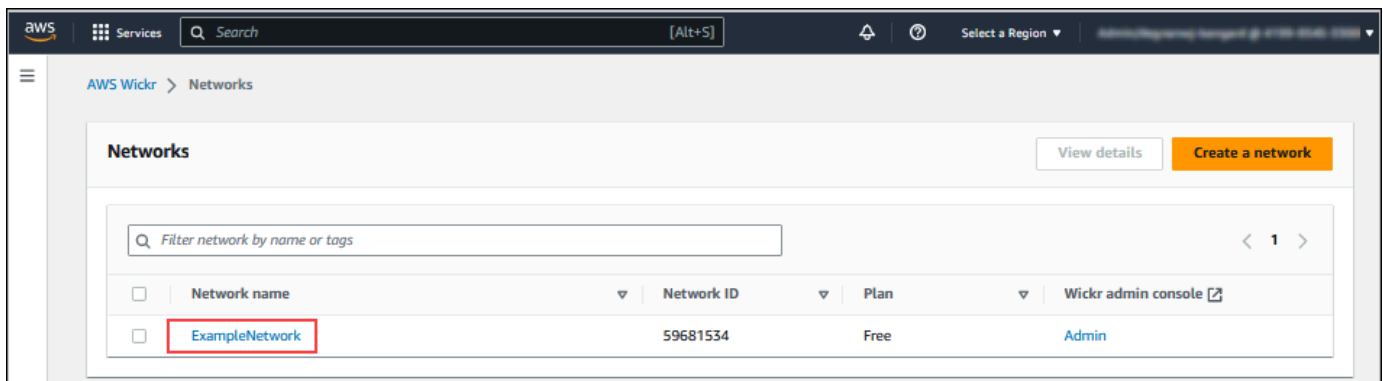 aws Services Search [Alt+S] Select a Region
AWS Wickr > Networks
Networks View details Create a network
Filter network by name or tags < 1 >
Network name Network ID Plan Wickr admin console
ExampleNetwork 59681534 Free Admin